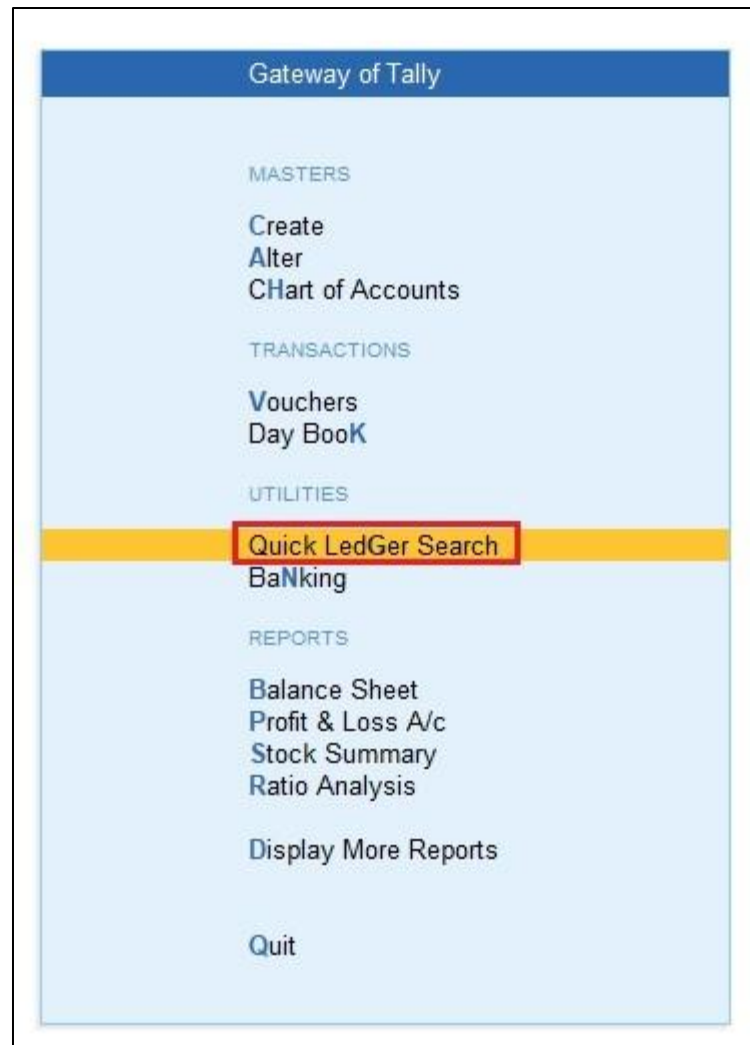 Gateway of Tally
MASTERS
Create
Alter
CHart of Accounts
TRANSACTIONS
Vouchers
Day BooK
UTILITIES
Quick LedGer Search
BaNking
REPORTS
Balance Sheet
Profit & Loss A/c
Stock Summary
Ratio Analysis
Display More Reports
Quit